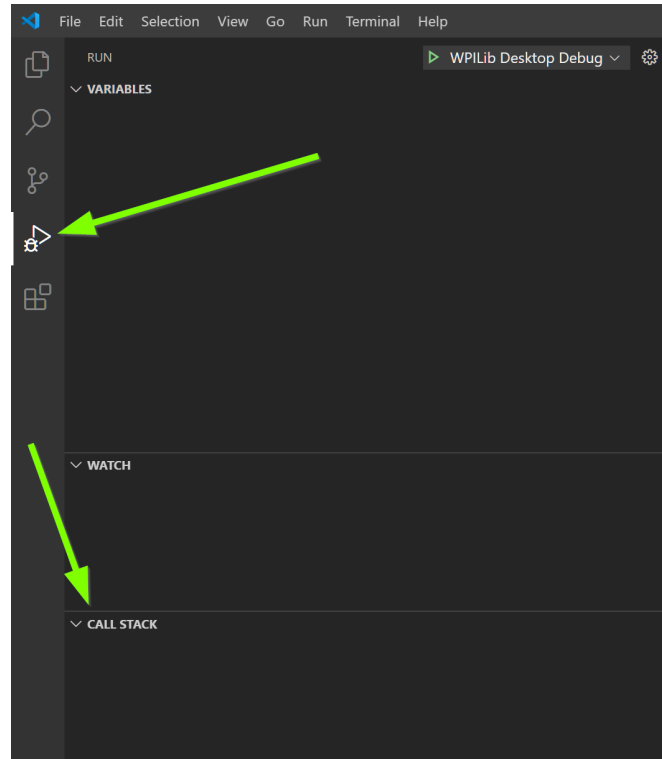 File Edit Selection View Go Run Terminal Help
RUN
WPILib Desktop Debug
VARIABLES
WATCH
CALL STACK